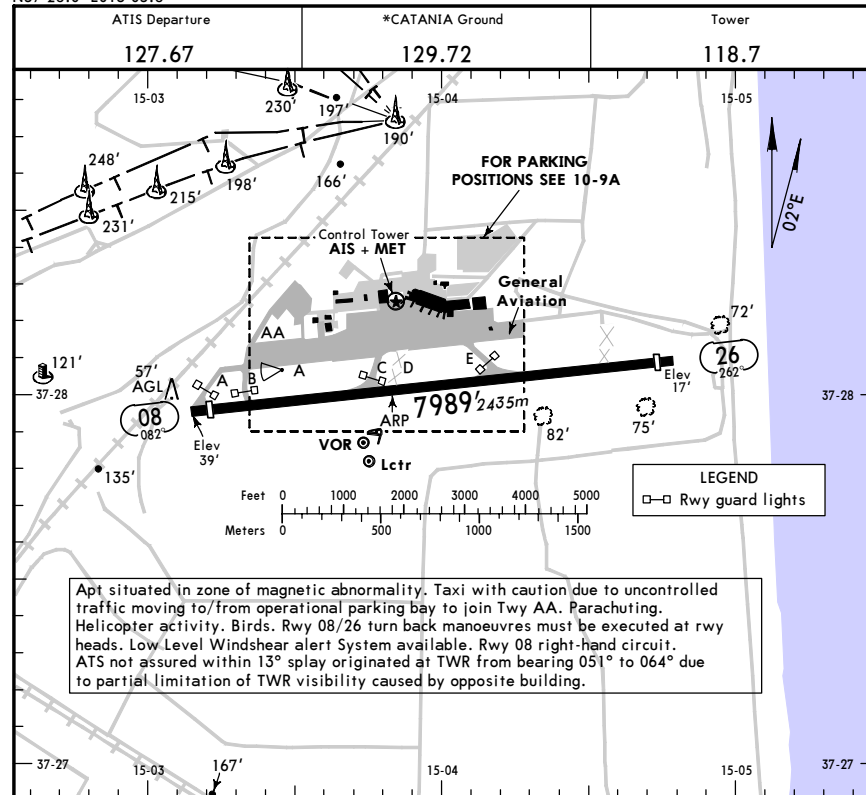 ATIS Departure
*CATANIA Ground
Tower
127.67
129.72
118.7
15-03
15-04
15-05
230'
197'
190'
248'
215'
198'
231'
166'
FOR PARKING
POSITIONS SEE 10-9A
02°E
Control Tower
AIS + MET
General
Aviation
AA
72'
121'
57'
AGL
A
B
A
C
D
E
26
262°
37-28
37-28
08
082°
Elev
17'
7989' 2435m
Elev
39'
ARP
VOR
Lctr
82'
75'
135'
LEGEND
Rwy guard lights
Feet 0 1000 2000 3000 4000 5000
Meters 0 500 1000 1500
Apt situated in zone of magnetic abnormality. Taxi with caution due to uncontrolled
traffic moving to/from operational parking bay to join Twy AA. Parachuting.
Helicopter activity. Birds. Rwy 08/26 turn back manoeuvres must be executed at rwy
heads. Low Level Windshear alert System available. Rwy 08 right-hand circuit.
ATS not assured within 13° splay originated at TWR from bearing 051° to 064° due
to partial limitation of TWR visibility caused by opposite building.
37-27
15-03
167'
15-04
15-05
37-27